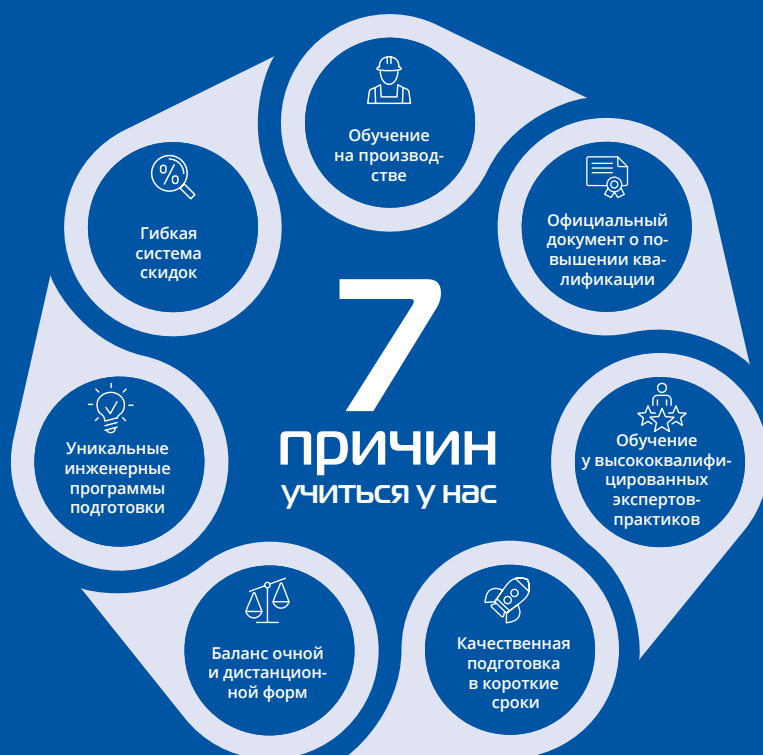 7
причин
учиться у нас
Обучение
на производ-
стве
Официальный
документ о по-
вышении ква-
лификации
Обучение
у высококвалифи-
цированных
экспертов-
практиков
Качественная
подготовка
в короткие
сроки
Баланс очной
и дистанцион-
ной форм
Уникальные
инженерные
программы
подготовки
Гибкая
система
скидок